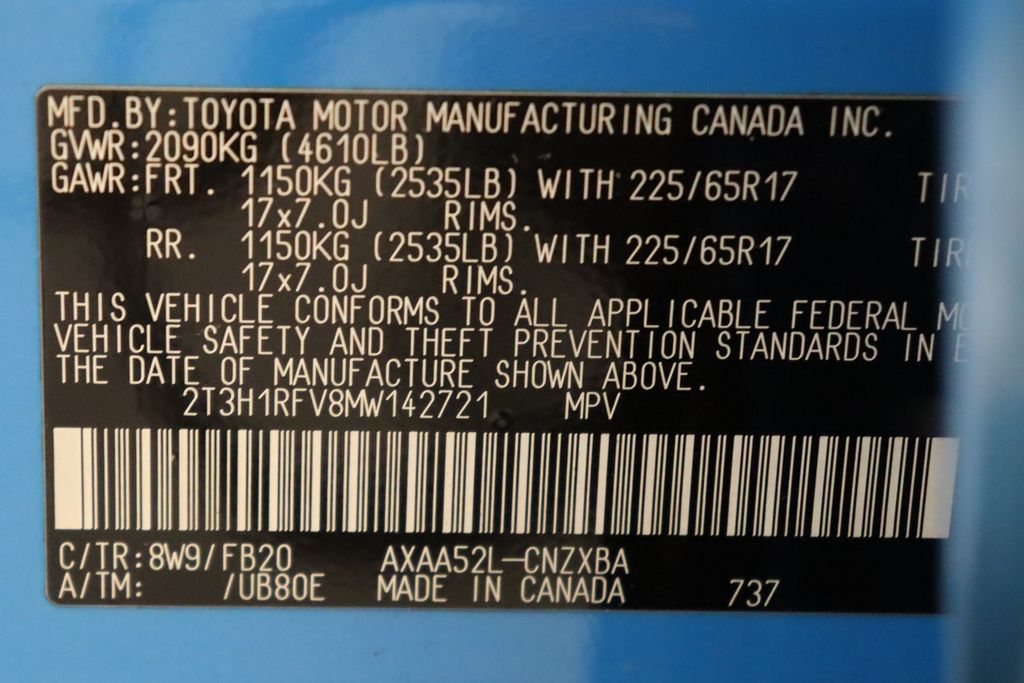 MFD.BY:TOYOTA MOTOR MANUFACTURING CANADA INC.
GVWR:2090KG (4610LB)
GAWR:FRT. 1150KG (2535LB) WITH 225/65R17
17x7.0J RIMS.
RR. 1150KG (2535LB) WITH 225/65R17
17x7.0J RIMS.
THIS VEHICLE CONFORMS TO ALL APPLICABLE FEDERAL
VEHICLE SAFETY AND THEFT PREVENTION STANDARDS IN
THE DATE OF MANUFACTURE SHOWN ABOVE.
2T3H1RFV8MW142721 MPV
C/TR:8W9/FB20 AXAA52L-CNZXBA
A/TM: /UB80E MADE IN CANADA 737